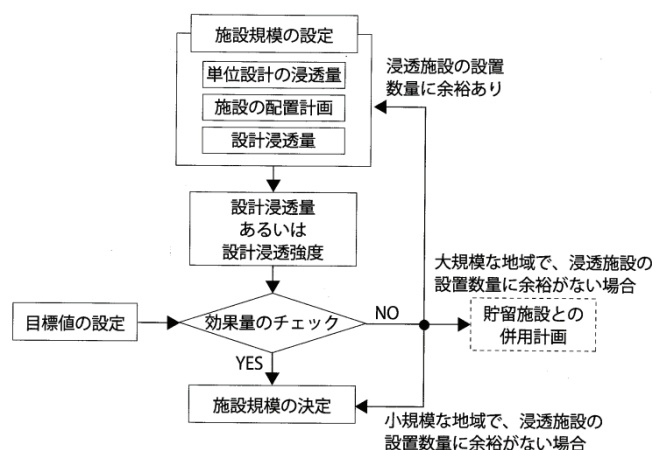 施設規模の設定
単位設計の浸透量
施設の配置計画
設計浸透量
浸透施設の設置
数量に余裕あり
設計浸透量
あるいは
設計浸透強度
大規模な地域で、浸透施設の
設置数量に余裕がない場合
目標値の設定
効果量のチェック
NO
貯留施設との
併用計画
YES
施設規模の決定
小規模な地域で、浸透施設の
設置数量に余裕がない場合